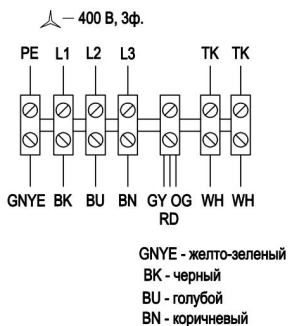 400 В, 3ф.
PE L1 L2 L3 TK TK
GNYE BK BU BN GY OG WH WH
RD
GNYE - желто-зеленый
BK - черный
BU - голубой
BN - коричневый